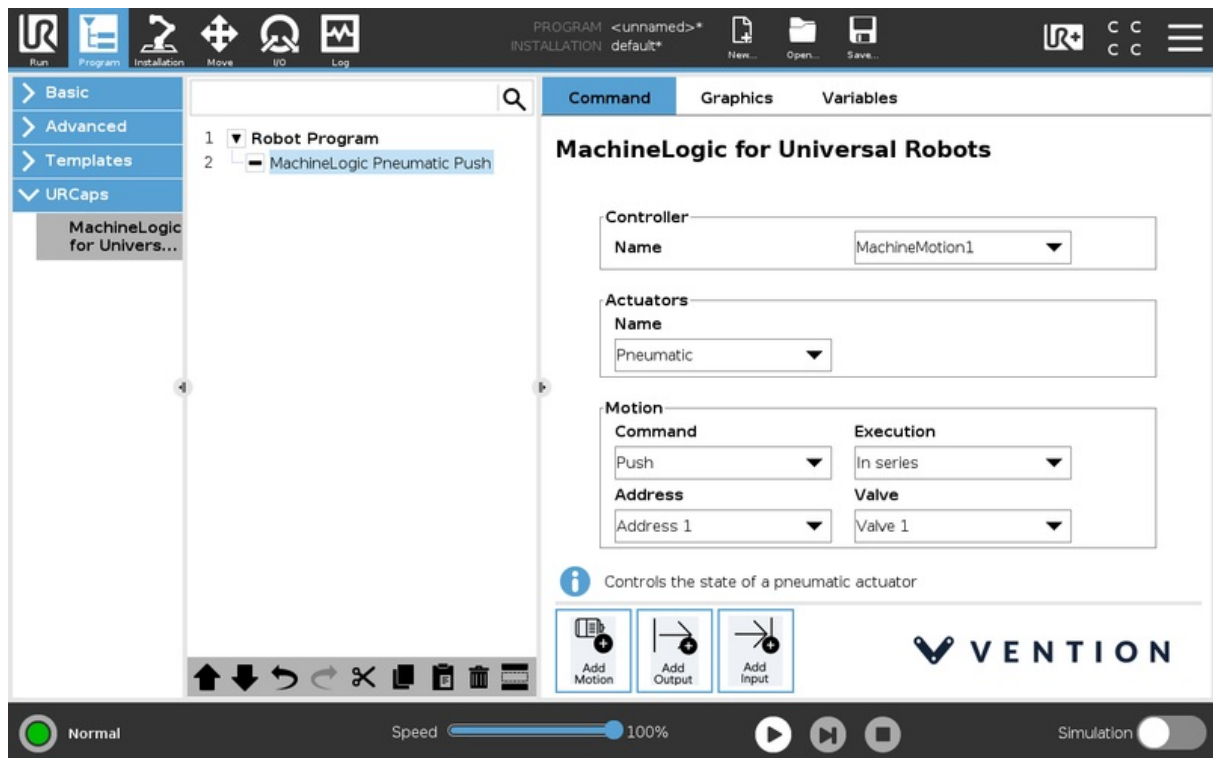 PROGRAM <unnamed>*
INSTALLATION default*
UR
Run
Program
Installation
Move
I/O
Log
New...
Open...
Save...
UR+
C C
C C
Basic
Advanced
Templates
URCaps
MachineLogic
for Univers...
1 Robot Program
2 MachineLogic Pneumatic Push
Command Graphics Variables
MachineLogic for Universal Robots
Controller
Name MachineMotion1
Actuators
Name
Pneumatic
Motion
Command Execution
Push In series
Address Valve
Address 1 Valve 1
Controls the state of a pneumatic actuator
Add
Motion
Add
Output
Add
Input
VENTION
Normal
Speed 100%
Simulation